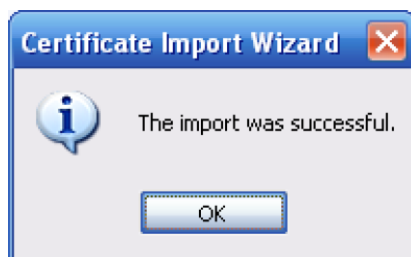 Certificate Import Wizard
The import was successful.
OK